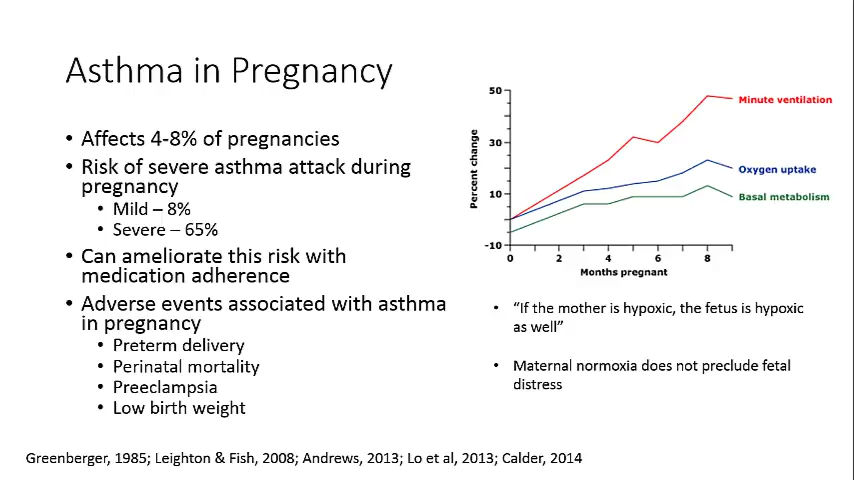 Asthma in Pregnancy
• Affects 4-8% of pregnancies
• Risk of severe asthma attack during
pregnancy
• Mild – 8%
• Severe – 65%
• Can ameliorate this risk with
medication adherence
• Adverse events associated with asthma
in pregnancy
• Preterm delivery
• Perinatal mortality
• Preeclampsia
• Low birth weight
50
30
10
-10
Percent change
0 2 4 6 8
Months pregnant
Minute ventilation
Oxygen uptake
Basal metabolism
• “If the mother is hypoxic, the fetus is hypoxic
as well”
• Maternal normoxia does not preclude fetal
distress
Greenberger, 1985; Leighton & Fish, 2008; Andrews, 2013; Lo et al, 2013; Calder, 2014